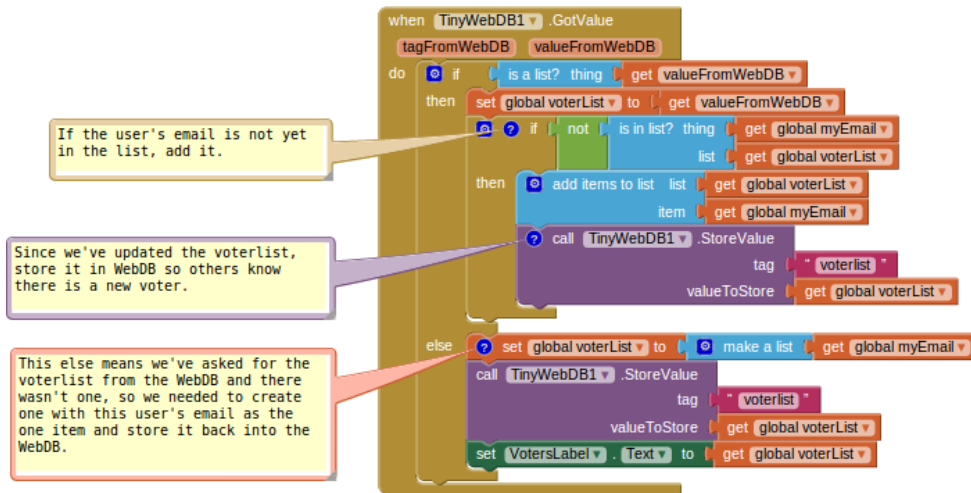 when TinyWebDB1 .GotValue
tagFromWebDB valueFromWebDB
do if is a list? thing get valueFromWebDB
then set global voterList to get valueFromWebDB
If the user's email is not yet
in the list, add it.
? if not is in list? thing get global myEmail
list get global voterList
then add items to list list get global voterList
item get global myEmail
Since we've updated the voterlist,
store it in WebDB so others know
there is a new voter.
? call TinyWebDB1 .StoreValue
tag " voterlist "
valueToStore get global voterList
This else means we've asked for the
voterlist from the WebDB and there
wasn't one, so we needed to create
one with this user's email as the
one item and store it back into the
WebDB.
else ? set global voterList to make a list get global myEmail
call TinyWebDB1 .StoreValue
tag " voterlist "
valueToStore get global voterList
set VotersLabel . Text to get global voterList